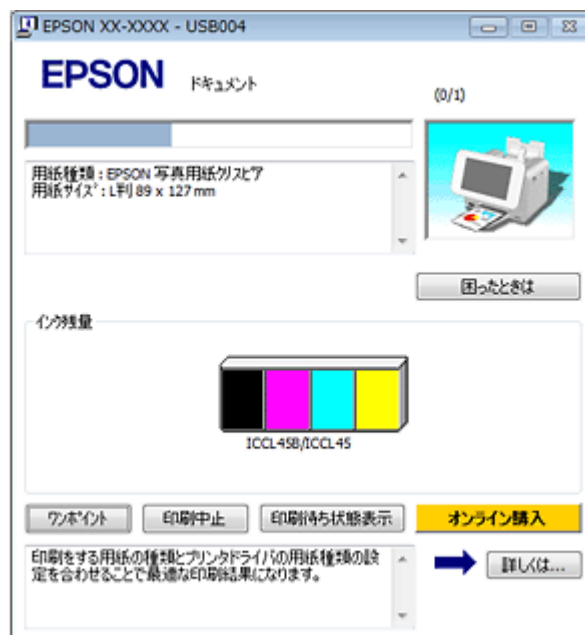 EPSON XX-XXXX - USB004
EPSON ドキュメント
(0/1)
用紙種類 : EPSON 写真用紙クリスピア
用紙サイズ : L判 89 x 127 mm
困ったときは
インク残量
ICCL45B/ICCL45
ワンポイント 印刷中止 印刷待ち状態表示 オンライン購入
印刷をする用紙の種類とプリンタドライバの用紙種類の設
定を合わせることで最適な印刷結果になります。
詳しくは...